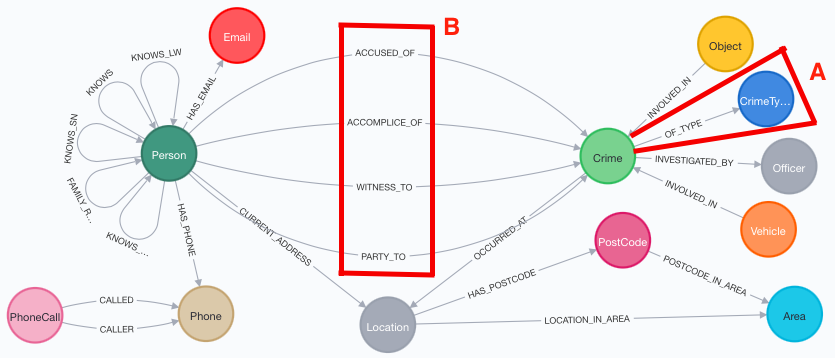 B
A
Email
Object
ACCUSED_OF
KNOWS_LW
KNOWS
HAS_EMAIL
INVOLVED_IN
CrimeTy...
ACCOMPLICE_OF
OF_TYPE
KNOWS_SN
Person
Crime
INVESTIGATED_BY
Officer
FAMILY_R...
WITNESS_TO
INVOLVED_IN
KNOWS_...
HAS_PHONE
CURRENT_ADDRESS
PARTY_TO
OCCURRED_AT
PostCode
Vehicle
POSTCODE_IN_AREA
HAS_POSTCODE
PhoneCall
CALLED
CALLER
Phone
Location
LOCATION_IN_AREA
Area